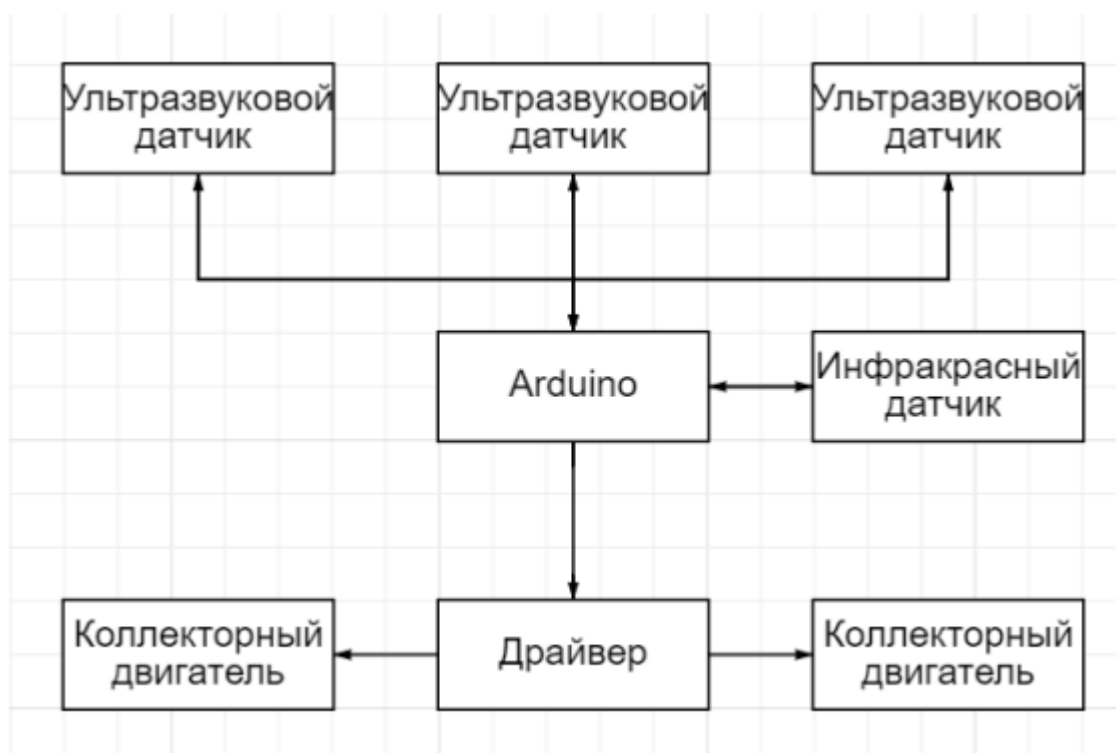 Ультразвуковой
датчик
Ультразвуковой
датчик
Ультразвуковой
датчик
Arduino
Инфракрасный
датчик
Коллекторный
двигатель
Драйвер
Коллекторный
двигатель